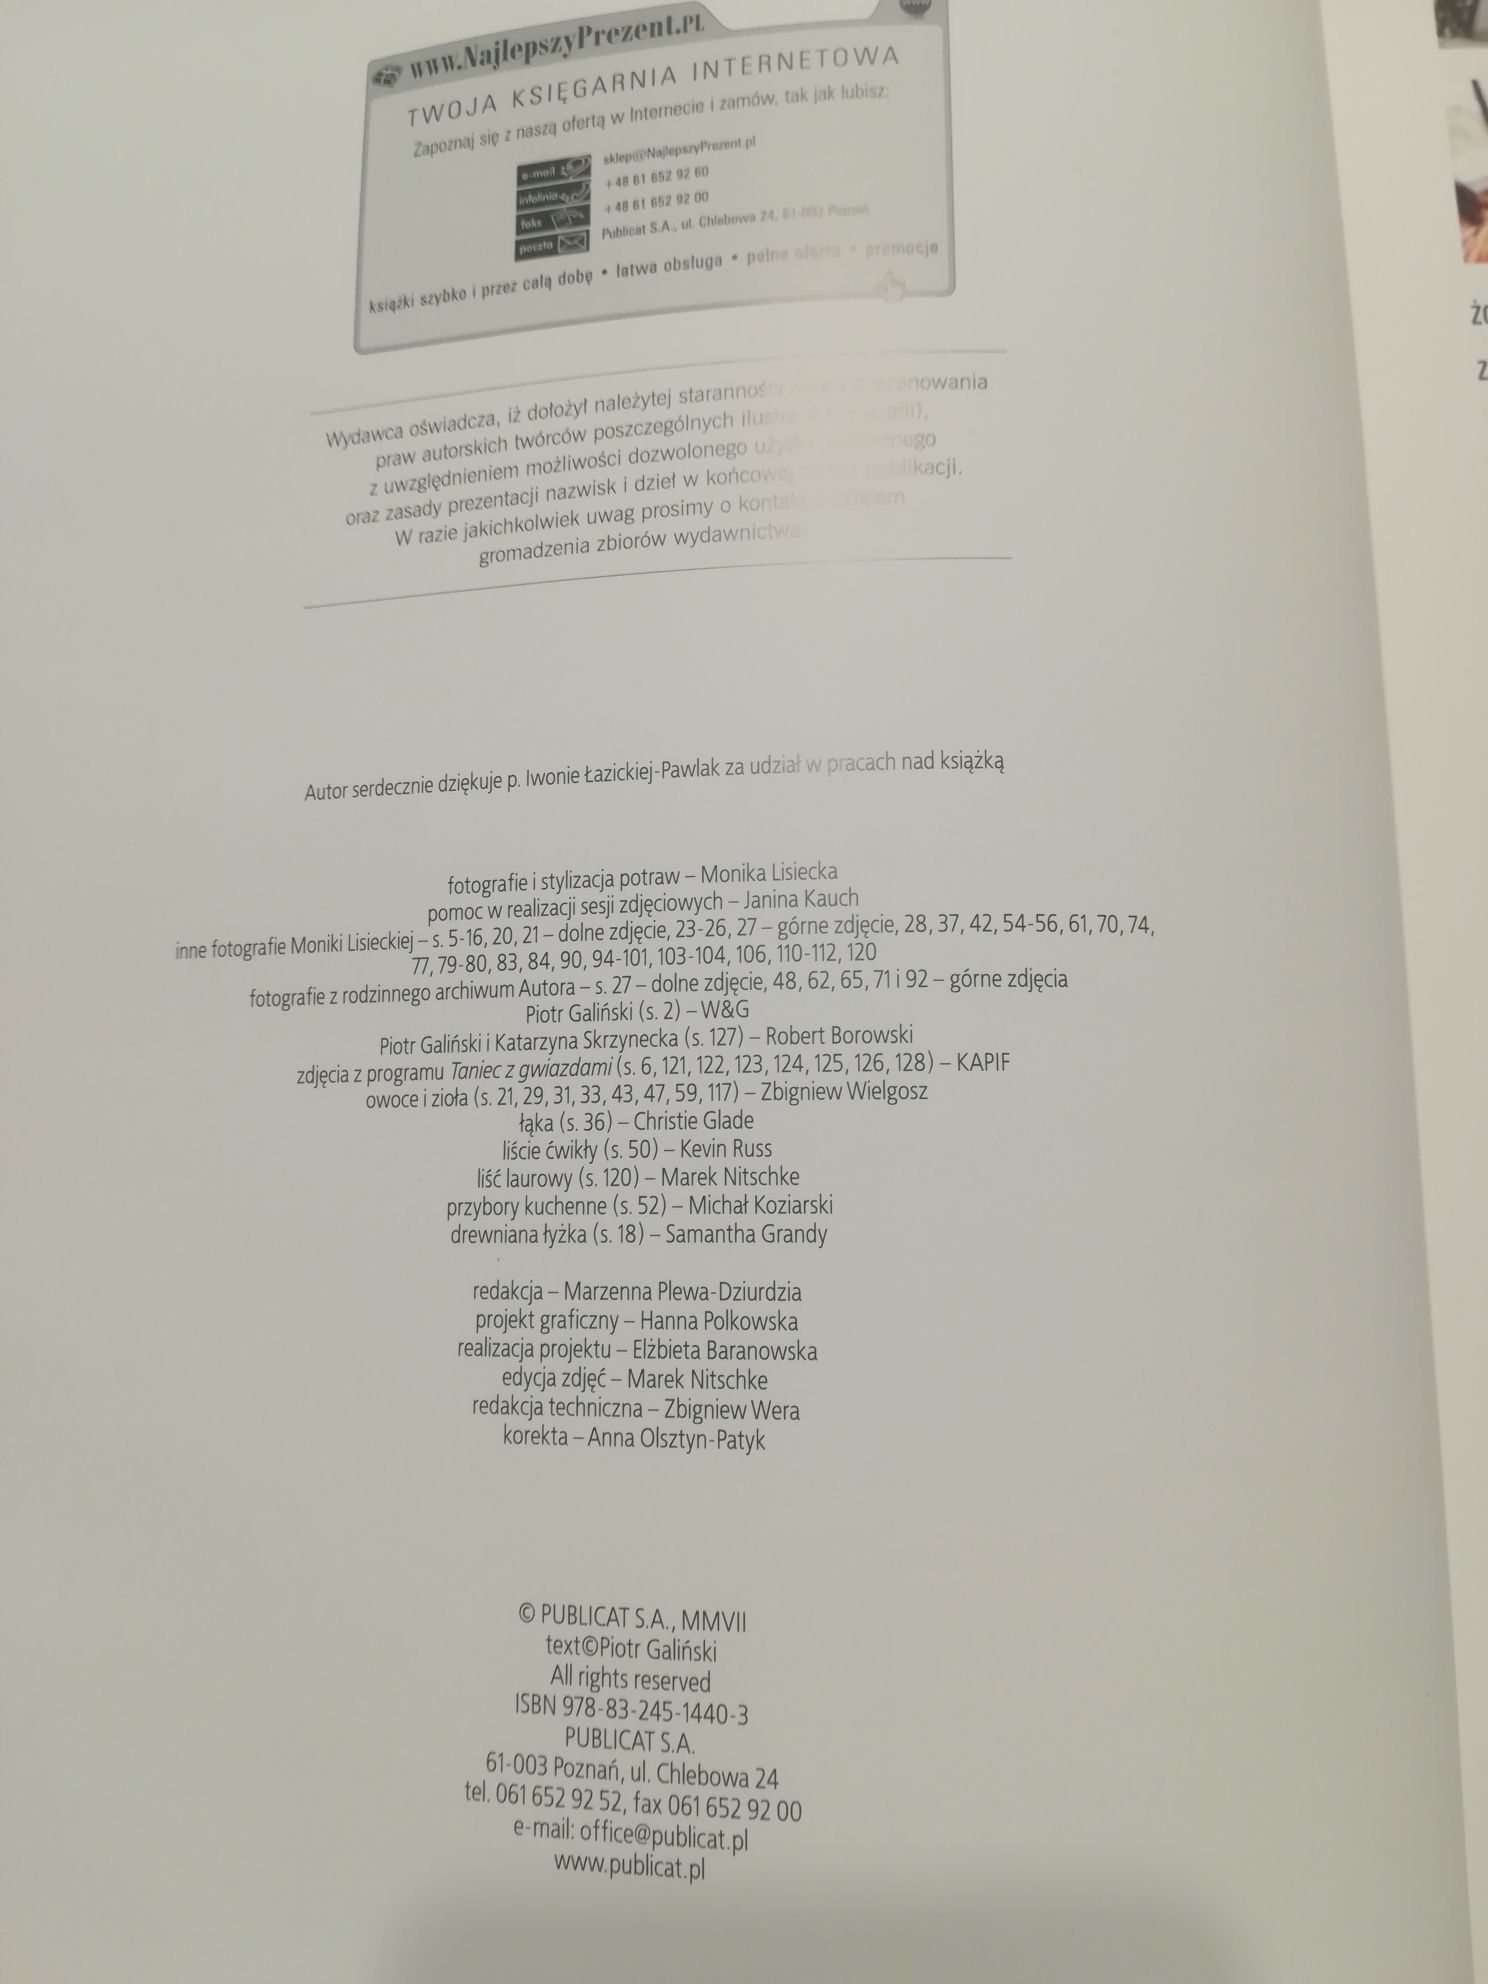 www
www.NajlepszyPrezent.PL
TWOJA KSIĘGARNIA INTERNETOWA
Zapoznaj się z naszą ofertą w Internecie i zamów, tak jak lubisz:
e-mail sklep@NajlepszyPrezent.pl
infolinia +48 61 652 92 60
faks +48 61 652 92 00
poczta Publicat S.A., ul. Chlebowa 24, 61-003 Poznań
książki szybko i przez całą dobę • łatwa obsługa • pełna oferta • promocje
Wydawca oświadcza, iż dołożył należytej staranności
praw autorskich twórców poszczególnych
z uwzględnieniem możliwości dozwolonego
oraz zasady prezentacji nazwisk i dzieł w końcowej publikacji.
W razie jakichkolwiek uwag prosimy o
gromadzenia zbiorów wydawnictwa.
Autor serdecznie dziękuje p. Iwonie Łazickiej-Pawlak za udział w pracach nad książką
fotografie i stylizacja potraw – Monika Lisiecka
pomoc w realizacji sesji zdjęciowych – Janina Kauch
inne fotografie Moniki Lisieckiej – s. 5-16, 20, 21 – dolne zdjęcie, 23-26, 27 – górne zdjęcie, 28, 37, 42, 54-56, 61, 70, 74,
77, 79-80, 83, 84, 90, 94-101, 103-104, 106, 110-112, 120
fotografie z rodzinnego archiwum Autora – s. 27 – dolne zdjęcie, 48, 62, 65, 71 i 92 – górne zdjęcia
Piotr Galiński (s. 2) – W&G
Piotr Galiński i Katarzyna Skrzynecka (s. 127) – Robert Borowski
zdjęcia z programu Taniec z gwiazdami (s. 6, 121, 122, 123, 124, 125, 126, 128) – KAPIF
owoce i zioła (s. 21, 29, 31, 33, 43, 47, 59, 117) – Zbigniew Wielgosz
łąka (s. 36) – Christie Glade
liście ćwikły (s. 50) – Kevin Russ
liść laurowy (s. 120) – Marek Nitschke
przybory kuchenne (s. 52) – Michał Koziarski
drewniana łyżka (s. 18) – Samantha Grandy
redakcja – Marzenna Plewa-Dziurdzia
projekt graficzny – Hanna Polkowska
realizacja projektu – Elżbieta Baranowska
edycja zdjęć – Marek Nitschke
redakcja techniczna – Zbigniew Wera
korekta – Anna Olsztyn-Patyk
© PUBLICAT S.A., MMVII
text©Piotr Galiński
All rights reserved
ISBN 978-83-245-1440-3
PUBLICAT S.A.
61-003 Poznań, ul. Chlebowa 24
tel. 061 652 92 52, fax 061 652 92 00
e-mail: office@publicat.pl
www.publicat.pl